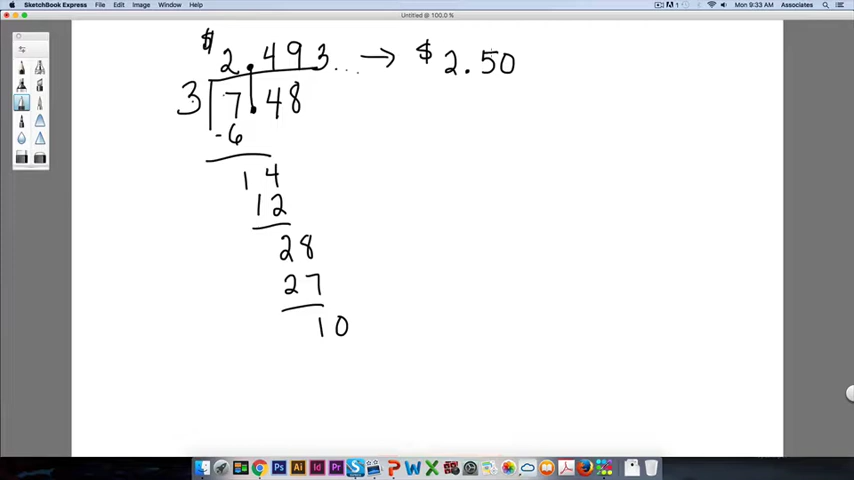 SketchBook Express File Edit Image Window Help
Mon 9:33 AM Associates
Untitled @ 100.0 %
$2.493... → $2.50
3 7.48
-6
14
12
28
27
10